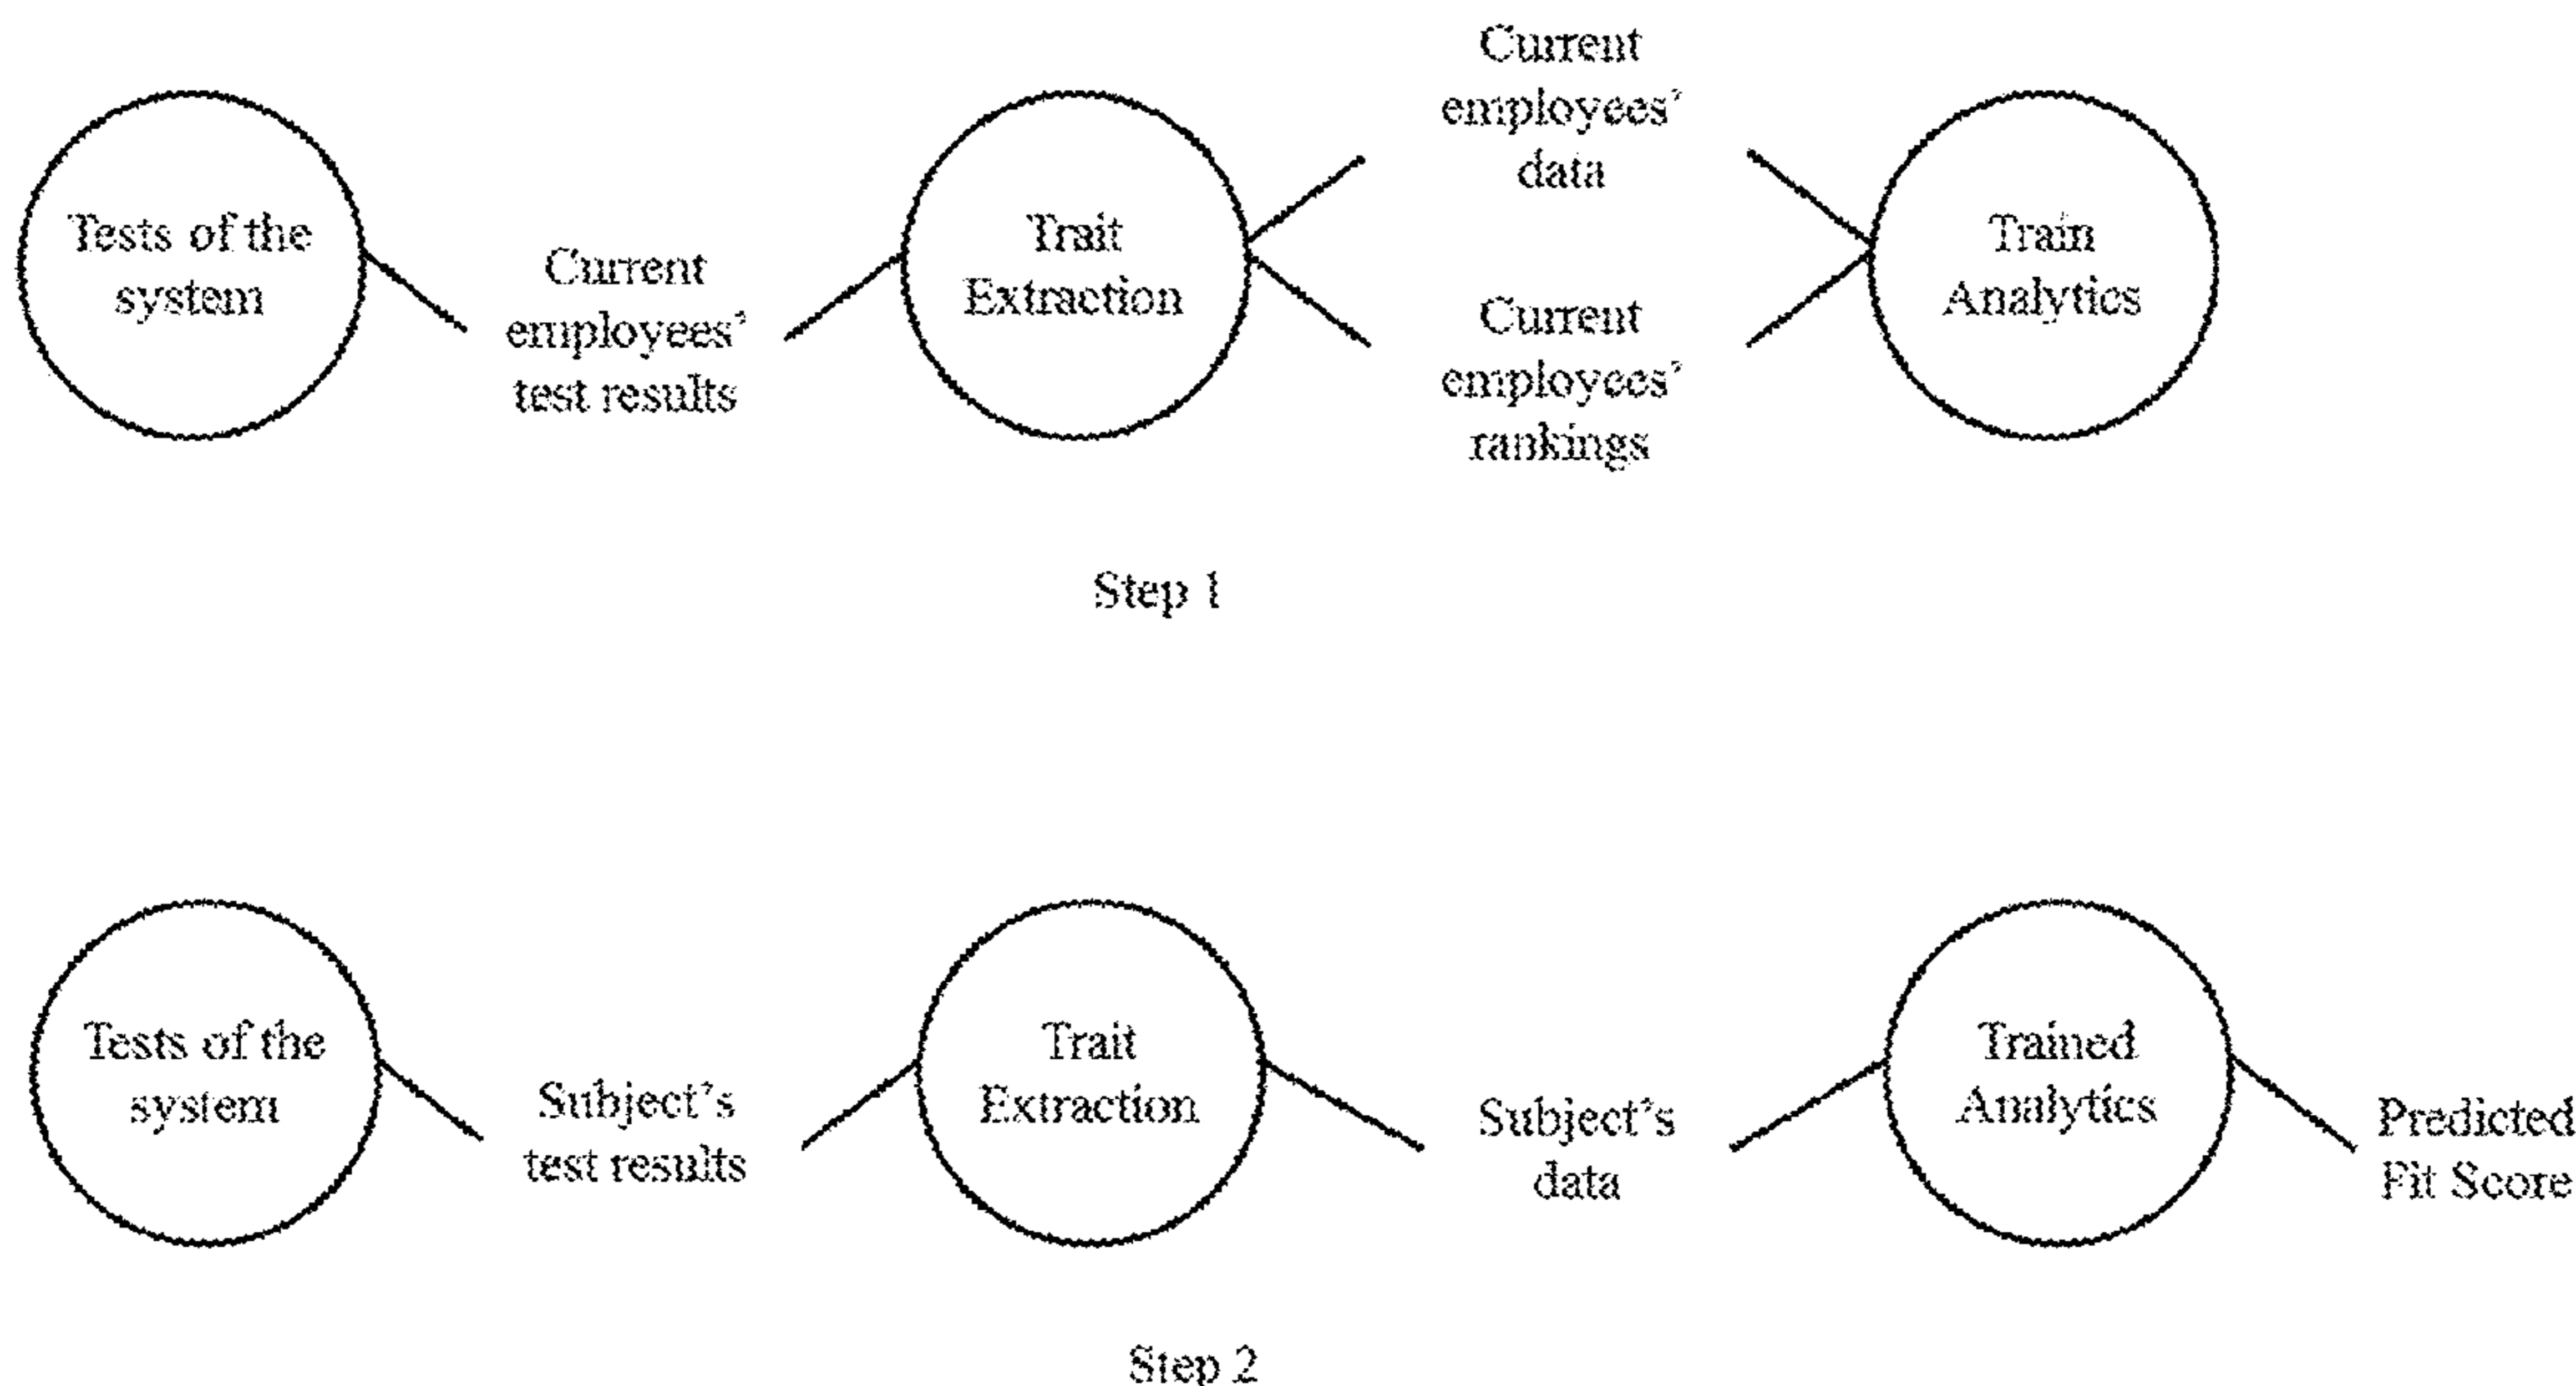 Tests of the
system
Current
employees’
test results
Trait
Extraction
Current
employees’
data
Current
employees’
rankings
Train
Analytics
Step 1
Tests of the
system
Subject’s
test results
Trait
Extraction
Subject’s
data
Trained
Analytics
Predicted
Fit Score
Step 2